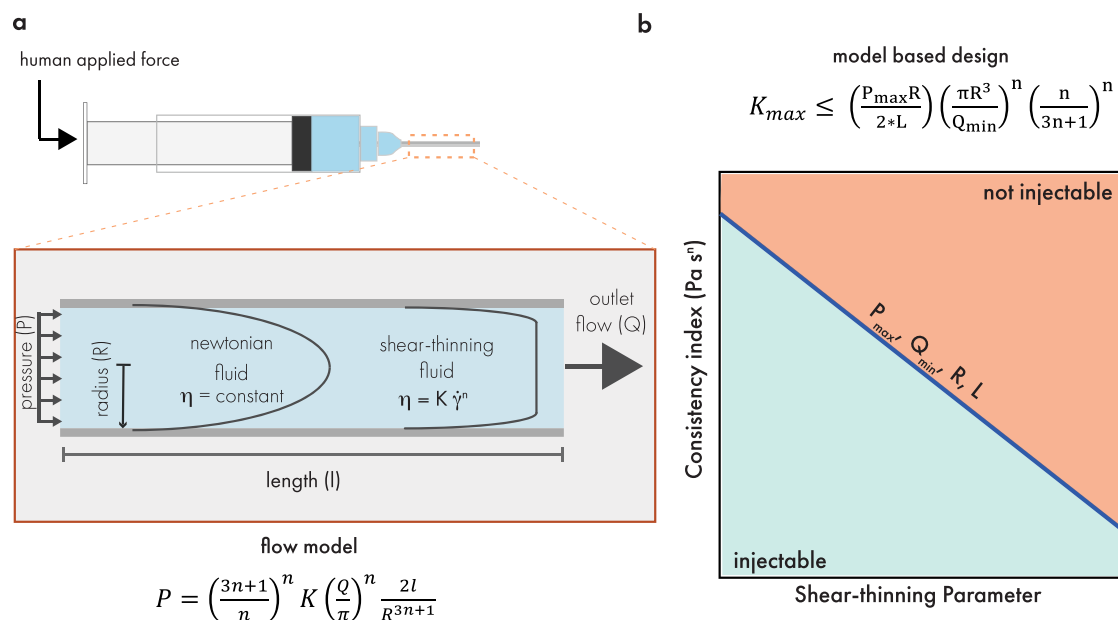 a
human applied force
pressure (P)
radius (R)
newtonian
fluid
η = constant
shear-thinning
fluid
η = K γ̇ⁿ
outlet
flow (Q)
length (l)
flow model
P = ((3n+1)/n)ⁿ K (Q/π)ⁿ 2l/R³ⁿ⁺¹
b
model based design
K_max ≤ (P_max R/2*L) (πR³/Q_min)ⁿ (n/3n+1)ⁿ
not injectable
Consistency index (Pa sⁿ)
P_max, Q_min, R, L
injectable
Shear-thinning Parameter